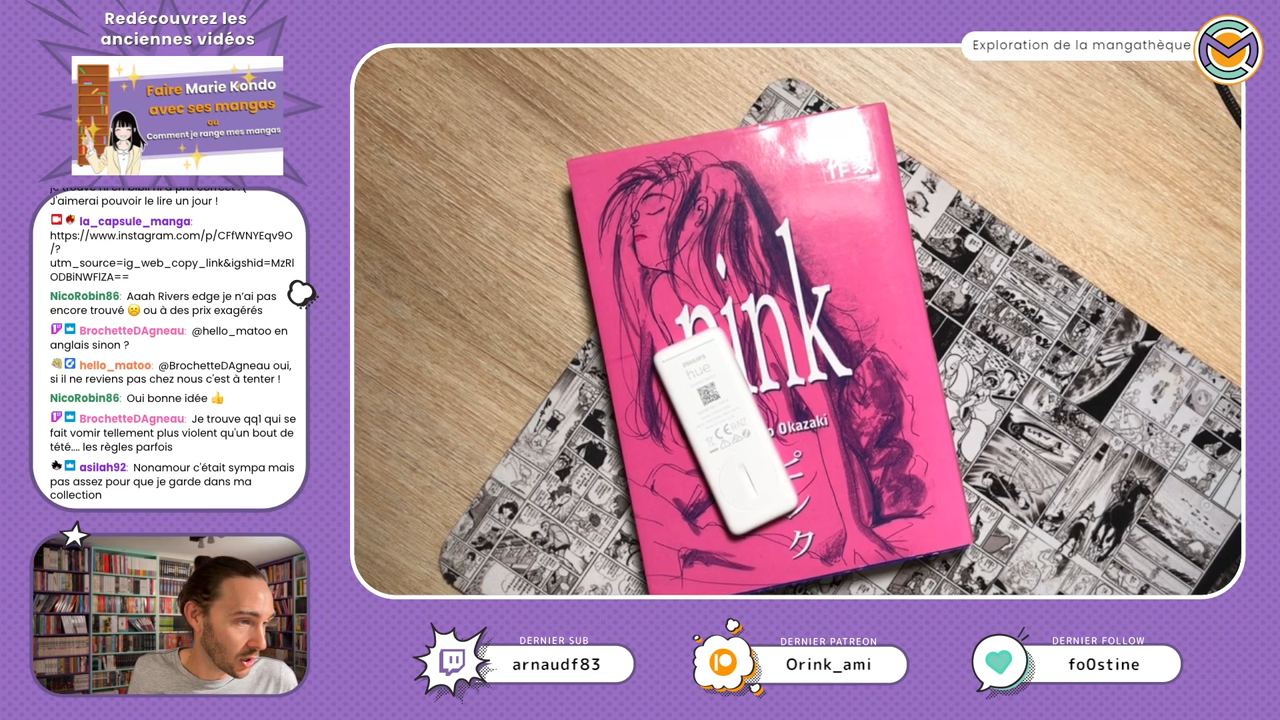 Redécouvrez les
anciennes vidéos
Faire Marie Kondo
avec ses mangas
ou
Comment je range mes mangas
J'aimerai pouvoir le lire un jour !
la_capsule_manga:
https://www.instagram.com/p/CFfWNYEqv9O
/?
utm_source=ig_web_copy_link&igshid=MzRl
ODBiNWFlZA==
NicoRobin86: Aaah Rivers edge je n'ai pas
encore trouvé 🙁 ou à des prix exagérés
BrochetteDAgneau: @hello_matoo en
anglais sinon ?
hello_matoo: @BrochetteDAgneau oui,
si il ne reviens pas chez nous c'est à tenter !
NicoRobin86: Oui bonne idée 👍
BrochetteDAgneau: Je trouve qq1 qui se
fait vomir tellement plus violent qu'un bout de
tété.... les règles parfois
asilah92: Nonamour c'était sympa mais
pas assez pour que je garde dans ma
collection
Exploration de la mangathèque
作家
pink
PHILIPS
hue
Okazaki
ピンク
DERNIER SUB
arnaudf83
DERNIER PATREON
Orink_ami
DERNIER FOLLOW
fo0stine